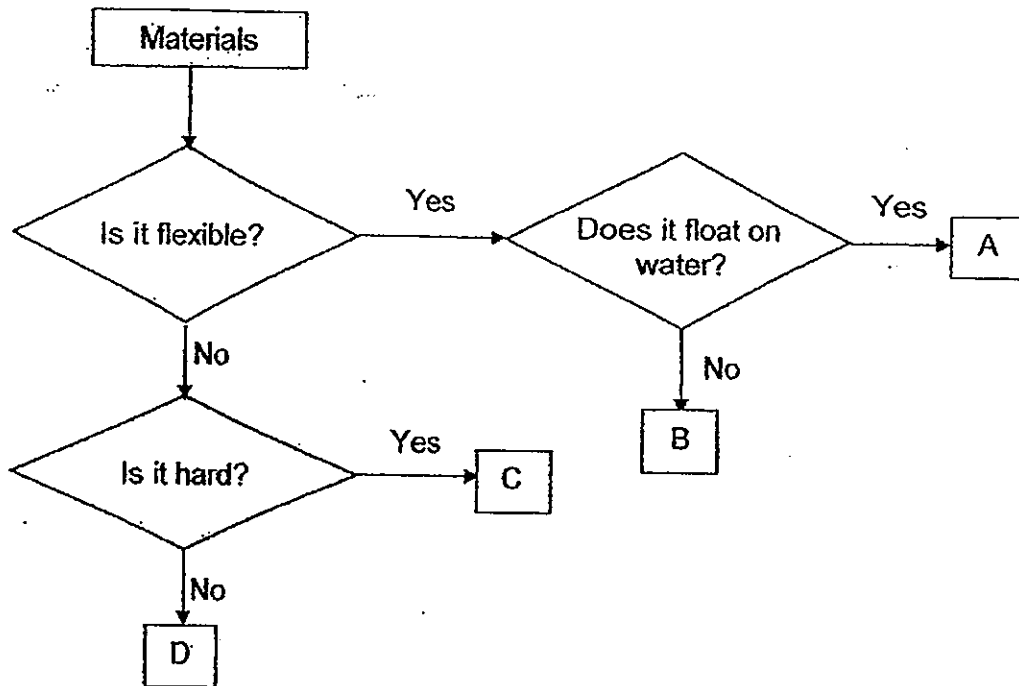 Materials
Is it flexible?
Yes
Does it float on
water?
Yes
A
No
B
No
Is it hard?
Yes
C
No
D